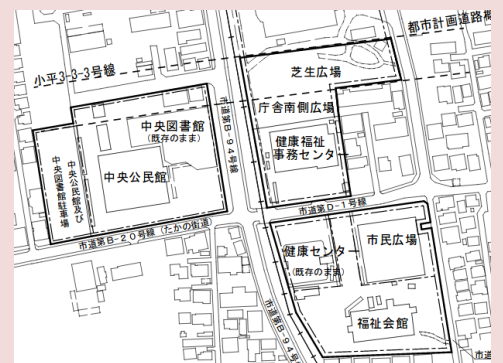 都市計画道路
小平3-3-3号線
芝生広場
庁舎南側広場
市道第B-94号線
中央図書館
(既存のまま)
健康福祉
事務センター
中央公民館
中央公民館及び
中央図書館駐車場
市道第D-1号線
市道第B-20号線(たかの街道)
健康センター
(既存のまま)
市民広場
福祉会館
市道第B-94号
市道